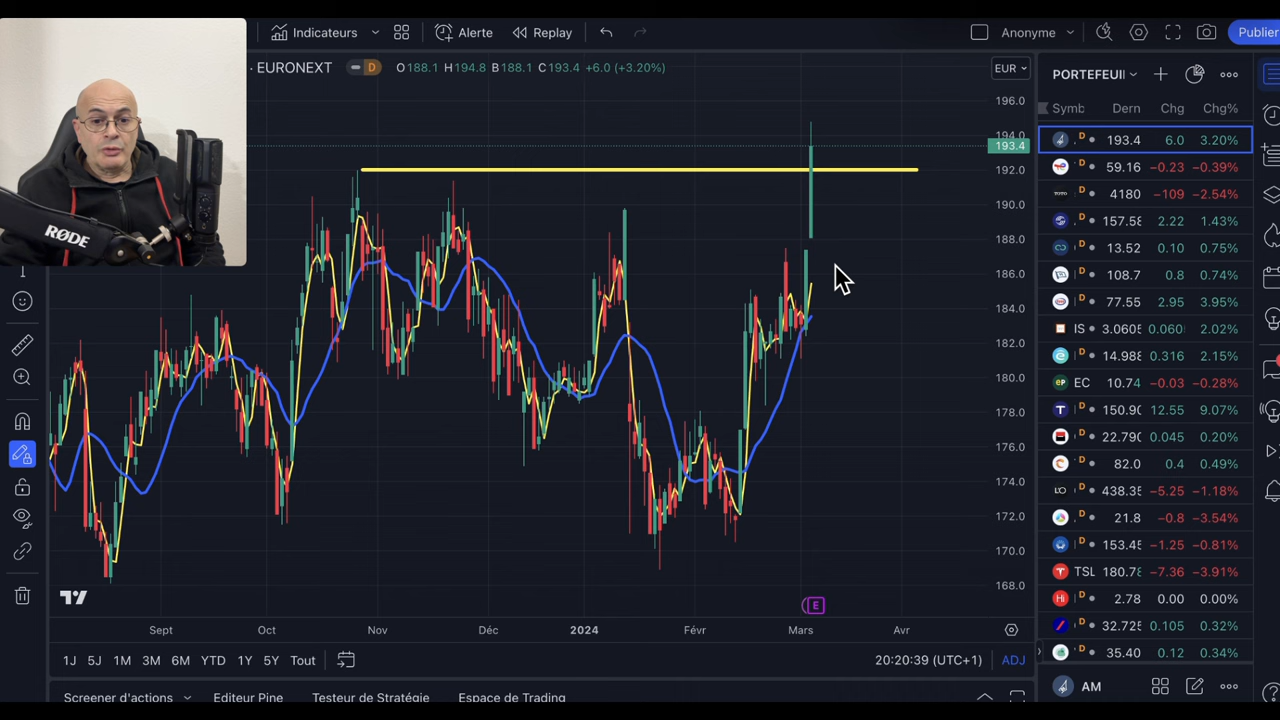 Indicateurs Alerte Replay Anonyme Publier
· EURONEXT D O188.1 H194.8 B188.1 C193.4 +6.0 (+3.20%) EUR
PORTEFEUI
Symb Dern Chg Chg%
D 193.4 6.0 3.20%
D 59.16 −0.23 −0.39%
D 4180 −109 −2.54%
D 157.58 2.22 1.43%
D 13.52 0.10 0.75%
D 108.7 0.8 0.74%
D 77.55 2.95 3.95%
IS D 3.0605 0.060 2.02%
D 14.988 0.316 2.15%
EC D 10.74 −0.03 −0.28%
D 150.90 12.55 9.07%
D 22.790 0.045 0.20%
D 82.0 0.4 0.49%
D 438.35 −5.25 −1.18%
D 21.8 −0.8 −3.54%
D 153.45 −1.25 −0.81%
TSL 180.78 −7.36 −3.91%
D 2.78 0.00 0.00%
D 32.725 0.105 0.32%
D 35.40 0.12 0.34%
RØDE
196.0
194.0
193.4
192.0
190.0
188.0
186.0
184.0
182.0
180.0
178.0
176.0
174.0
172.0
170.0
168.0
E
Sept Oct Nov Déc 2024 Févr Mars Avr
1J 5J 1M 3M 6M YTD 1Y 5Y Tout 20:20:39 (UTC+1) ADJ
AM
Screener d'actions Editeur Pine Testeur de Stratégie Espace de Trading